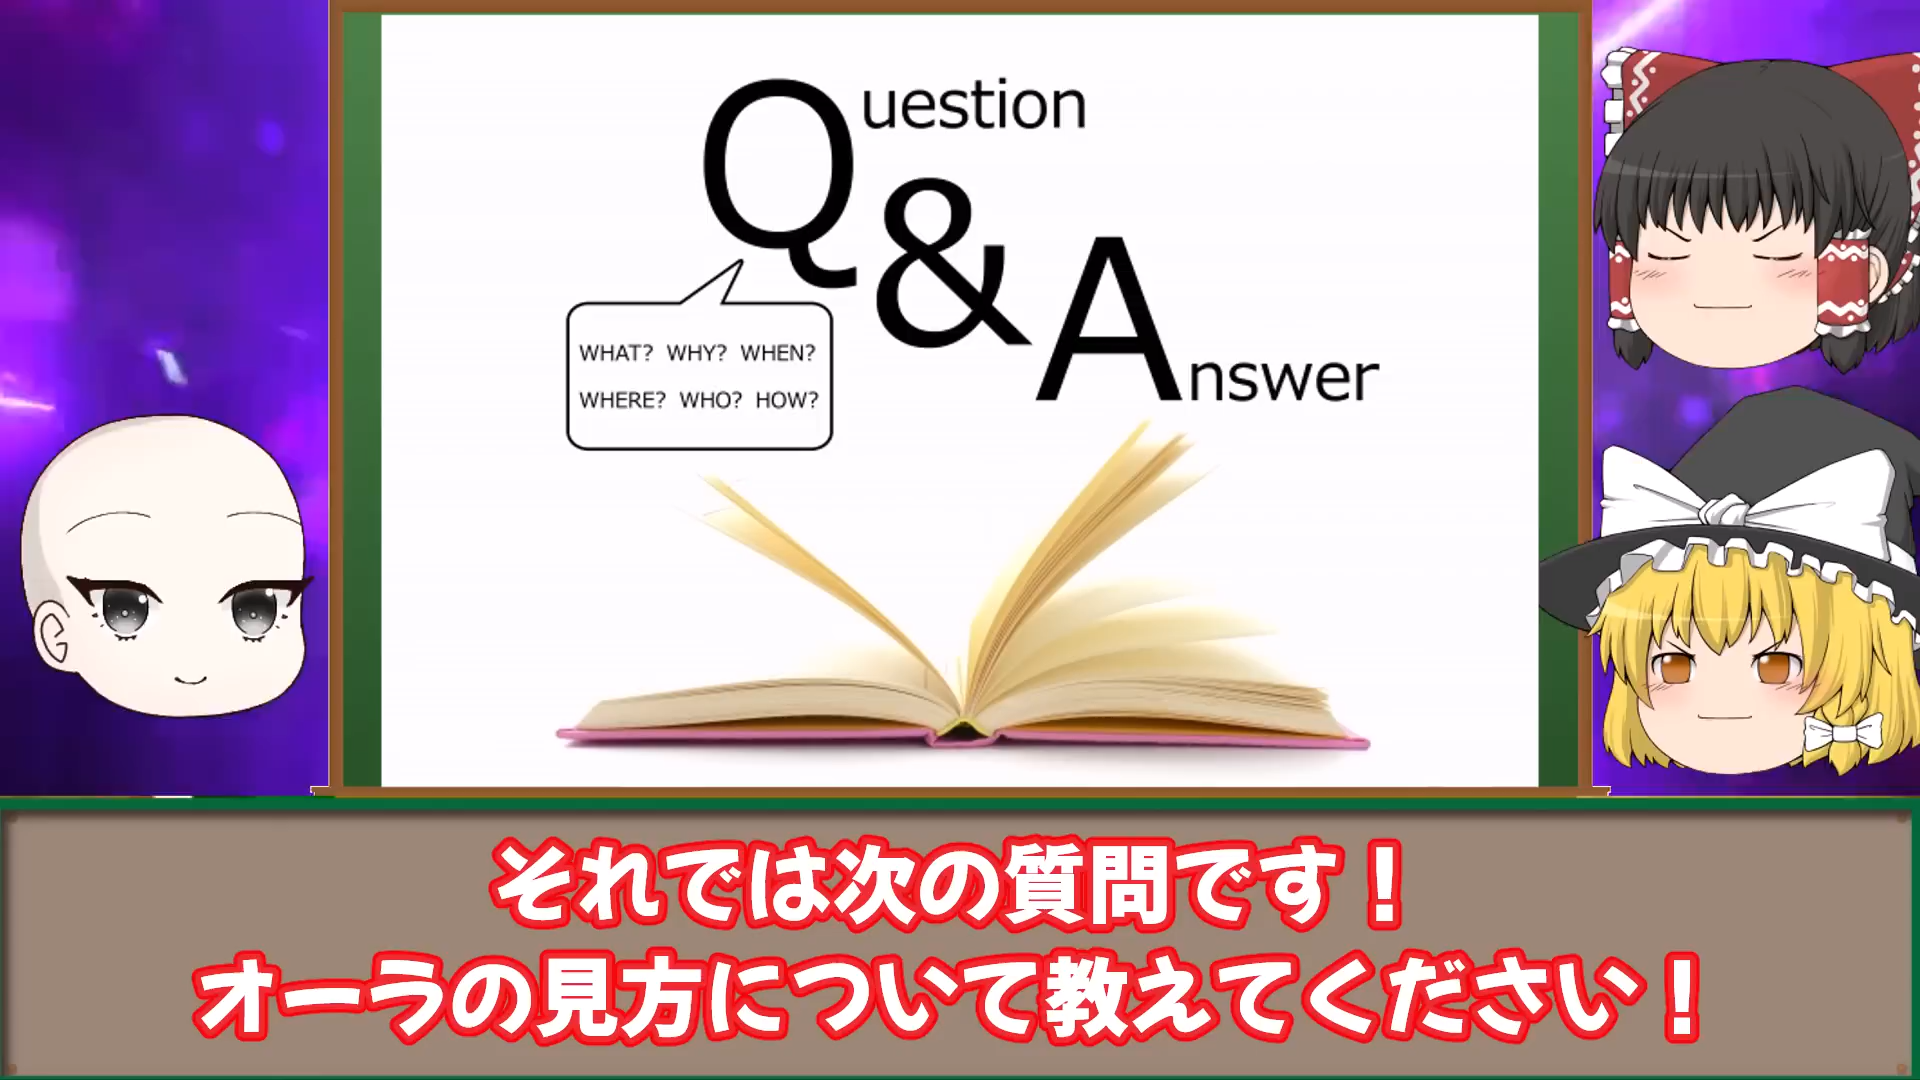 Question
&
Answer
WHAT? WHY? WHEN?
WHERE? WHO? HOW?
それでは次の質問です！
オーラの見方について教えてください！